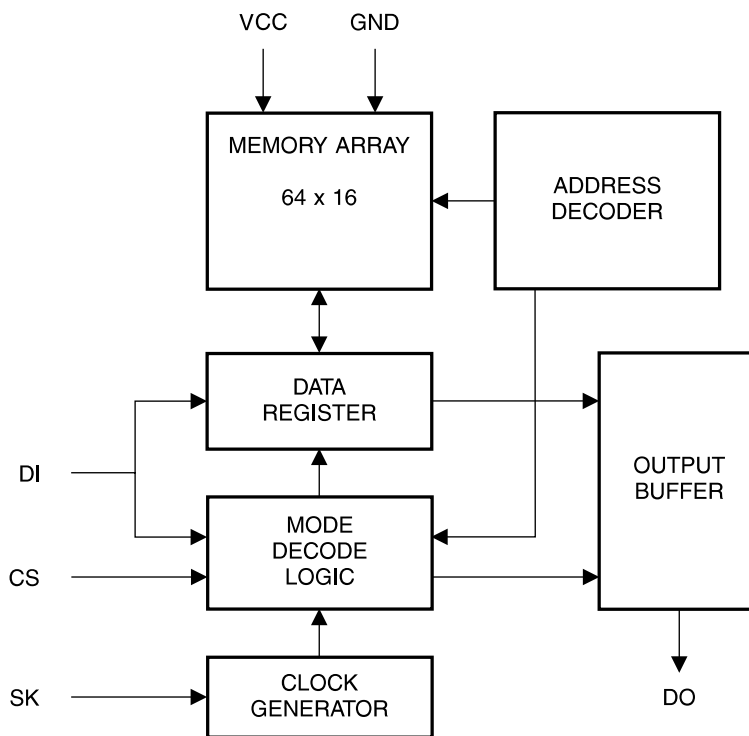 VCC
GND
MEMORY ARRAY
64 x 16
ADDRESS
DECODER
DATA
REGISTER
OUTPUT
BUFFER
DI
MODE
DECODE
LOGIC
CS
CLOCK
GENERATOR
SK
DO